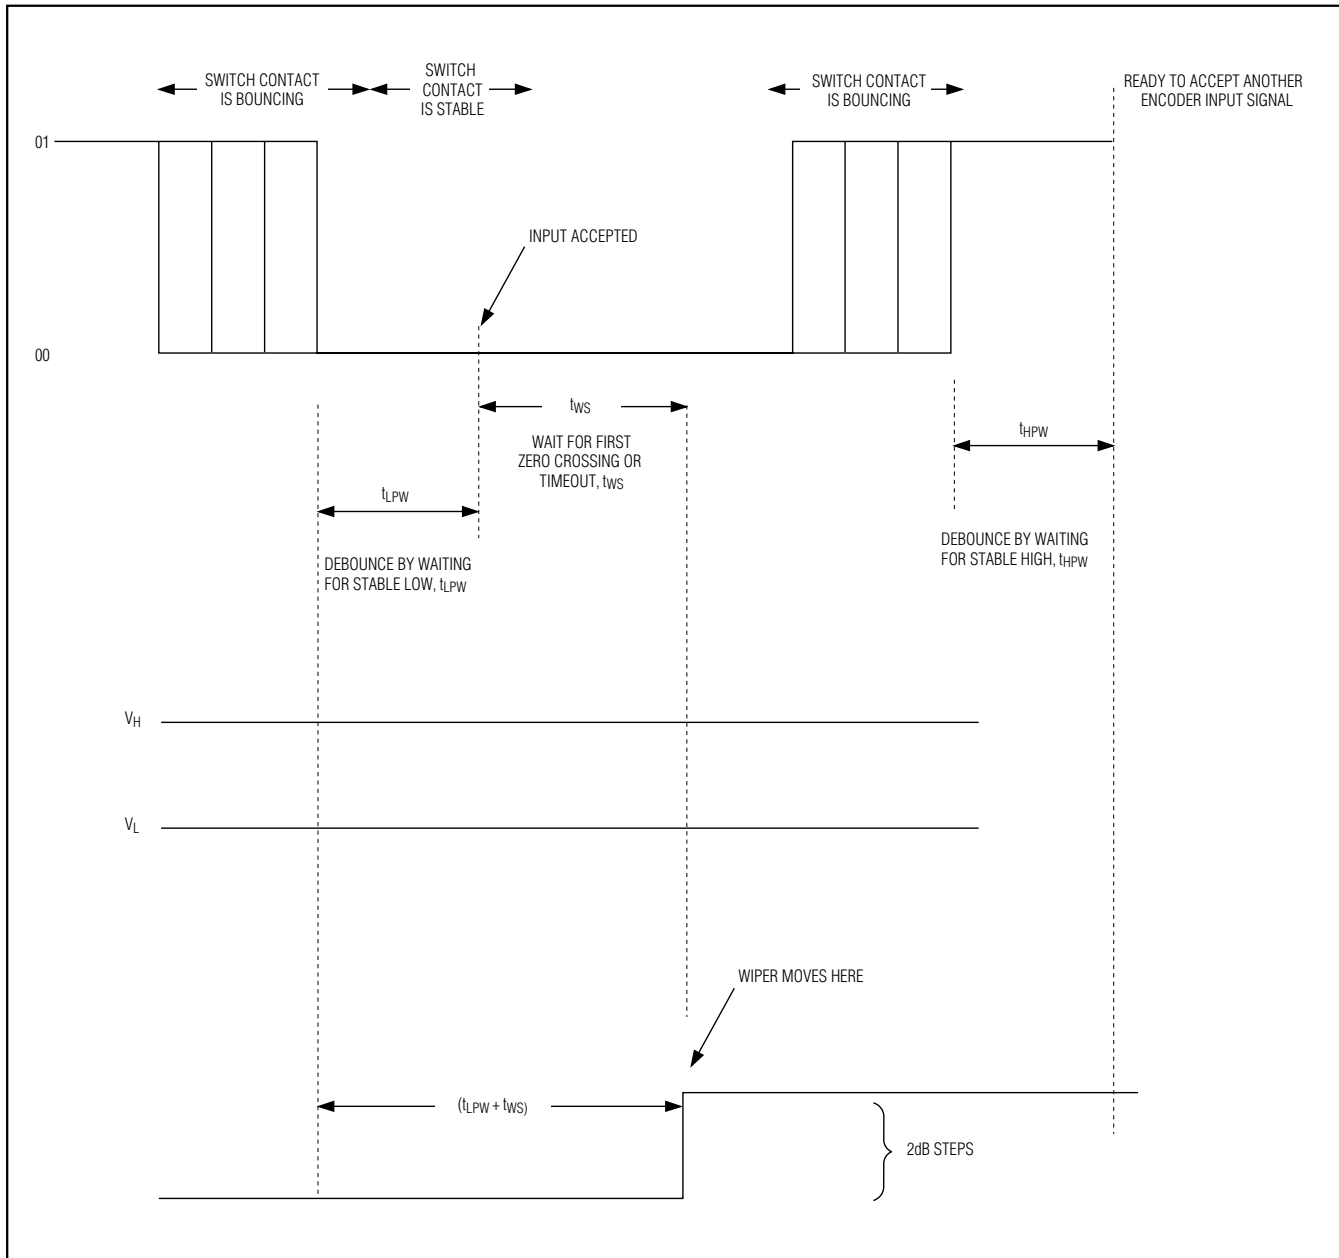 SWITCH CONTACT
IS BOUNCING
SWITCH
CONTACT
IS STABLE
SWITCH CONTACT
IS BOUNCING
READY TO ACCEPT ANOTHER
ENCODER INPUT SIGNAL
01
INPUT ACCEPTED
00
tWS
WAIT FOR FIRST
ZERO CROSSING OR
TIMEOUT, tWS
tHPW
tLPW
DEBOUNCE BY WAITING
FOR STABLE HIGH, tHPW
DEBOUNCE BY WAITING
FOR STABLE LOW, tLPW
VH
VL
WIPER MOVES HERE
(tLPW + tWS)
2dB STEPS